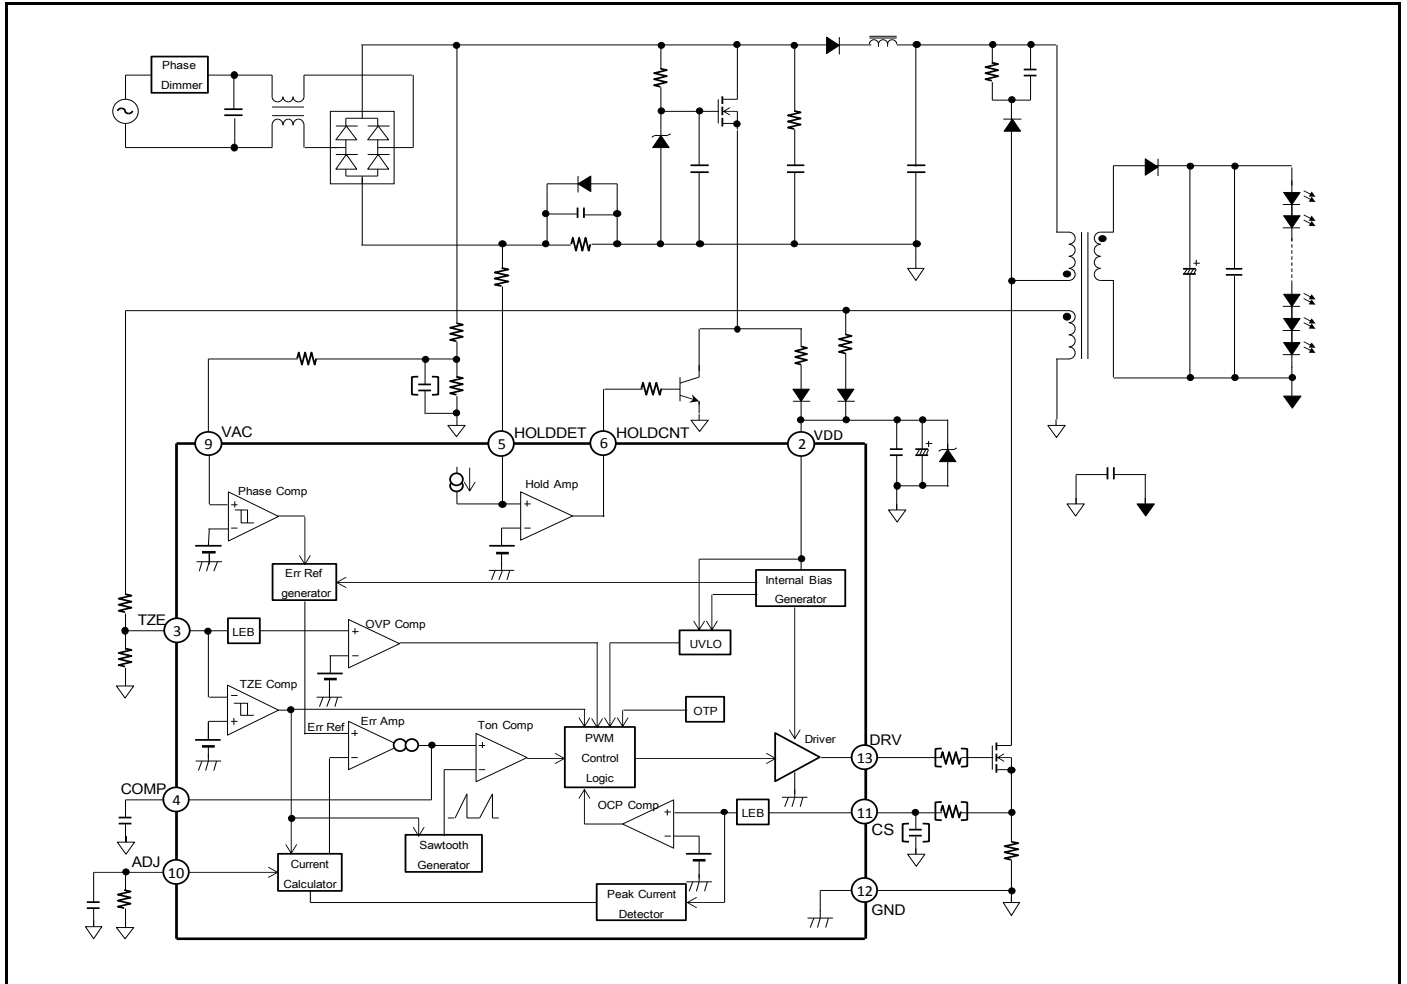 Phase
Dimmer
+
9
VAC
5
HOLDDET
6
HOLDCNT
2
VDD
+
Phase Comp
+
−
Hold Amp
+
−
Err Ref
generator
Internal Bias
Generator
TZE
3
LEB
OVP Comp
+
−
UVLO
TZE Comp
−
+
OTP
Err Ref
Err Amp
+
−
Ton Comp
+
−
PWM
Control
Logic
Driver
DRV
13
COMP
4
OCP Comp
+
−
LEB
11
CS
Sawtooth
Generator
ADJ
10
Current
Calculator
Peak Current
Detector
12
GND